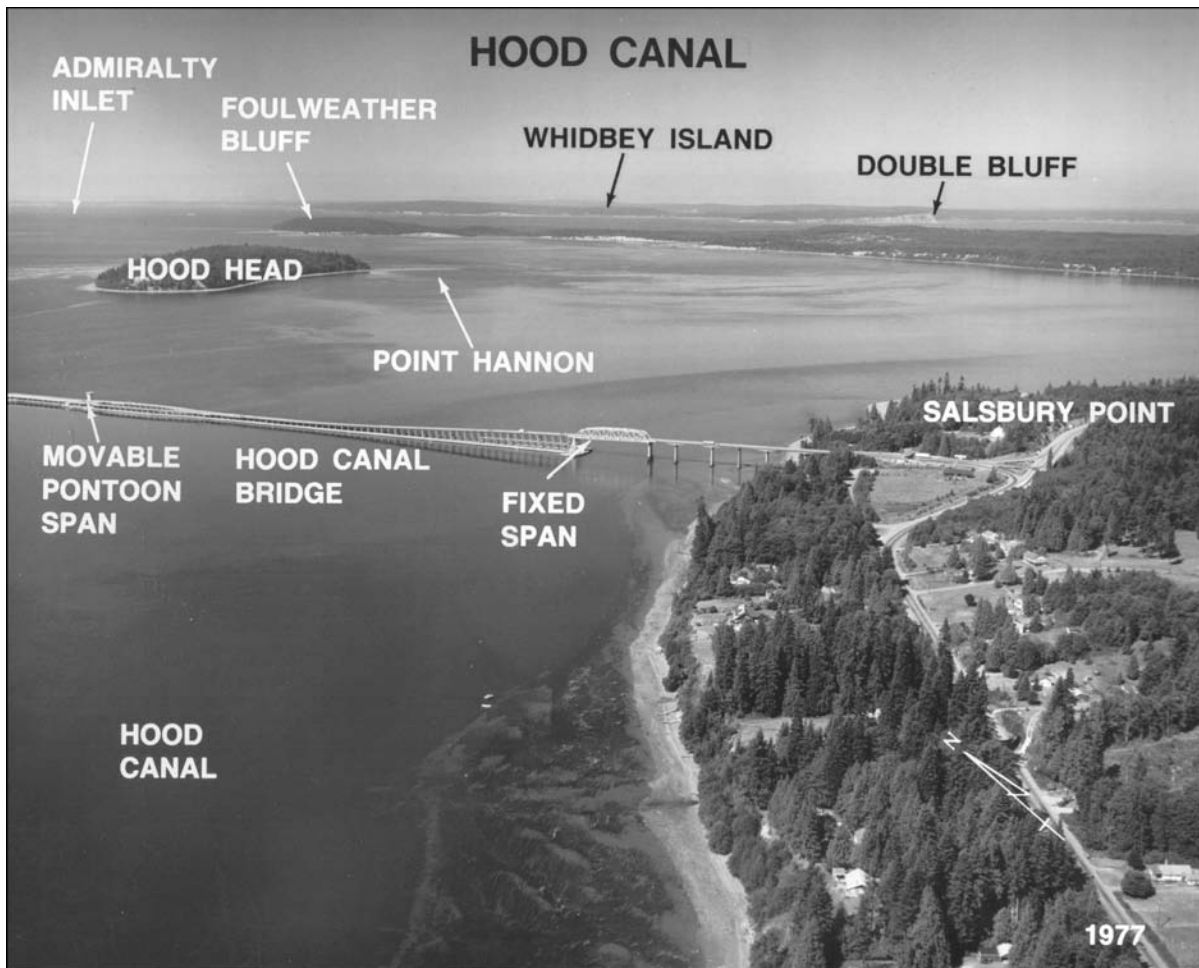 HOOD CANAL
ADMIRALTY
INLET
FOULWEATHER
BLUFF
WHIDBEY ISLAND
DOUBLE BLUFF
HOOD HEAD
POINT HANNON
SALSBURY POINT
MOVABLE
PONTOON
SPAN
HOOD CANAL
BRIDGE
FIXED
SPAN
HOOD
CANAL
N
1977